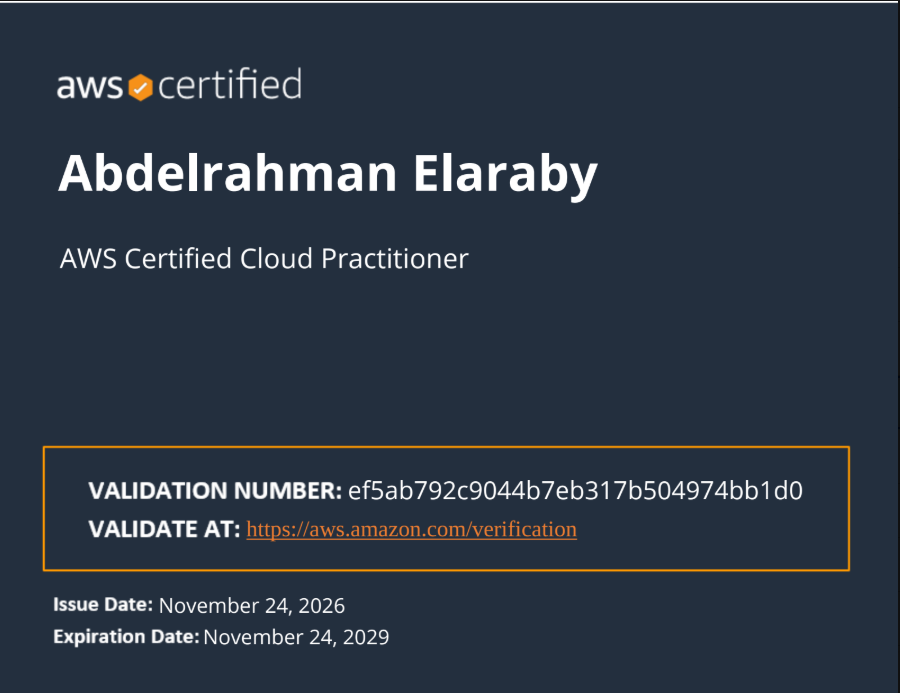 aws certified
Abdelrahman Elaraby
AWS Certified Cloud Practitioner
VALIDATION NUMBER: ef5ab792c9044b7eb317b504974bb1d0
VALIDATE AT: https://aws.amazon.com/verification
Issue Date: November 24, 2026
Expiration Date: November 24, 2029